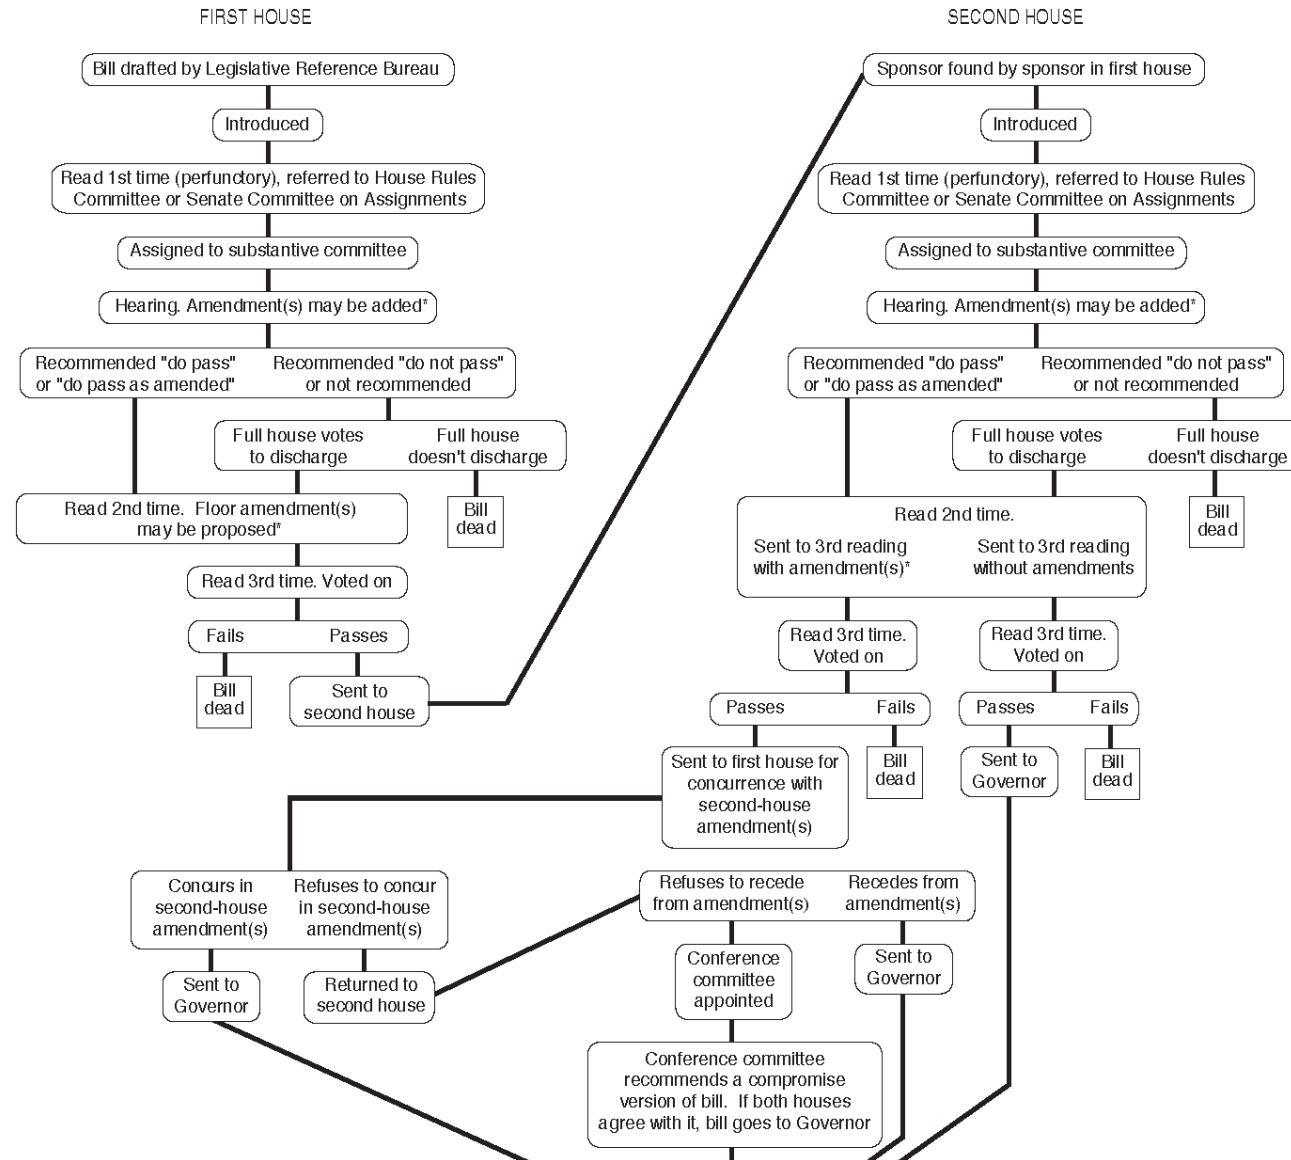 FIRST HOUSE
Bill drafted by Legislative Reference Bureau
Introduced
Read 1st time (perfunctory), referred to House Rules
Committee or Senate Committee on Assignments
Assigned to substantive committee
Hearing. Amendment(s) may be added*
Recommended "do pass"
or "do pass as amended"
Recommended "do not pass"
or not recommended
Full house votes
to discharge
Full house
doesn't discharge
Bill
dead
Read 2nd time.  Floor amendment(s)
may be proposed*
Read 3rd time. Voted on
Fails
Passes
Bill
dead
Sent to
second house
SECOND HOUSE
Sponsor found by sponsor in first house
Introduced
Read 1st time (perfunctory), referred to House Rules
Committee or Senate Committee on Assignments
Assigned to substantive committee
Hearing. Amendment(s) may be added*
Recommended "do pass"
or "do pass as amended"
Recommended "do not pass"
or not recommended
Full house votes
to discharge
Full house
doesn't discharge
Bill
dead
Read 2nd time.
Sent to 3rd reading
with amendment(s)*
Sent to 3rd reading
without amendments
Read 3rd time.
Voted on
Read 3rd time.
Voted on
Passes
Fails
Passes
Fails
Sent to first house for
concurrence with
second-house
amendment(s)
Bill
dead
Sent to
Governor
Bill
dead
Concurs in
second-house
amendment(s)
Refuses to concur
in second-house
amendment(s)
Sent to
Governor
Returned to
second house
Refuses to recede
from amendment(s)
Recedes from
amendment(s)
Conference
committee
appointed
Sent to
Governor
Conference committee
recommends a compromise
version of bill.  If both houses
agree with it, bill goes to Governor